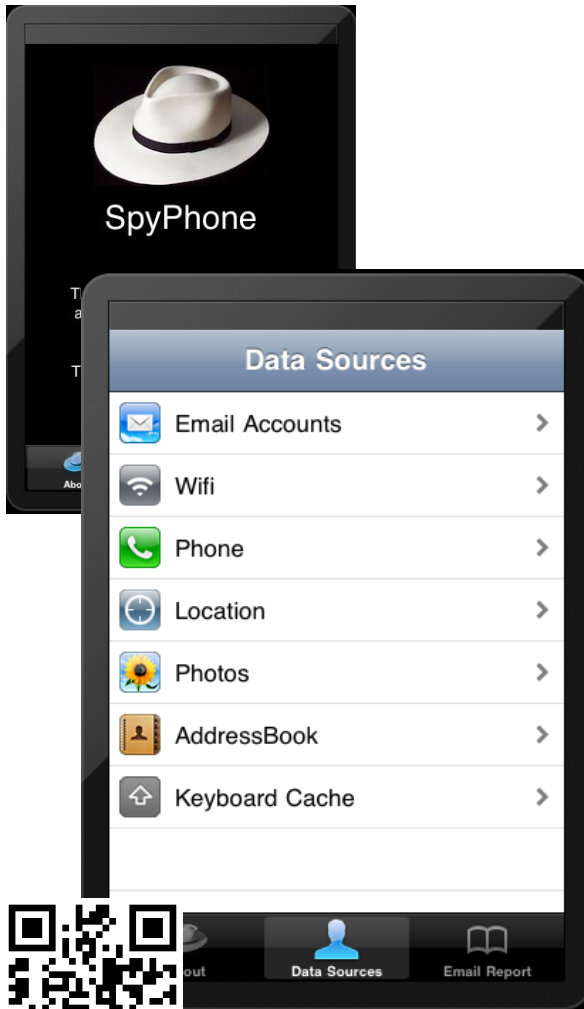 SpyPhone
Data Sources
Email Accounts
Wifi
Phone
Location
Photos
AddressBook
Keyboard Cache
Data Sources
Email Report